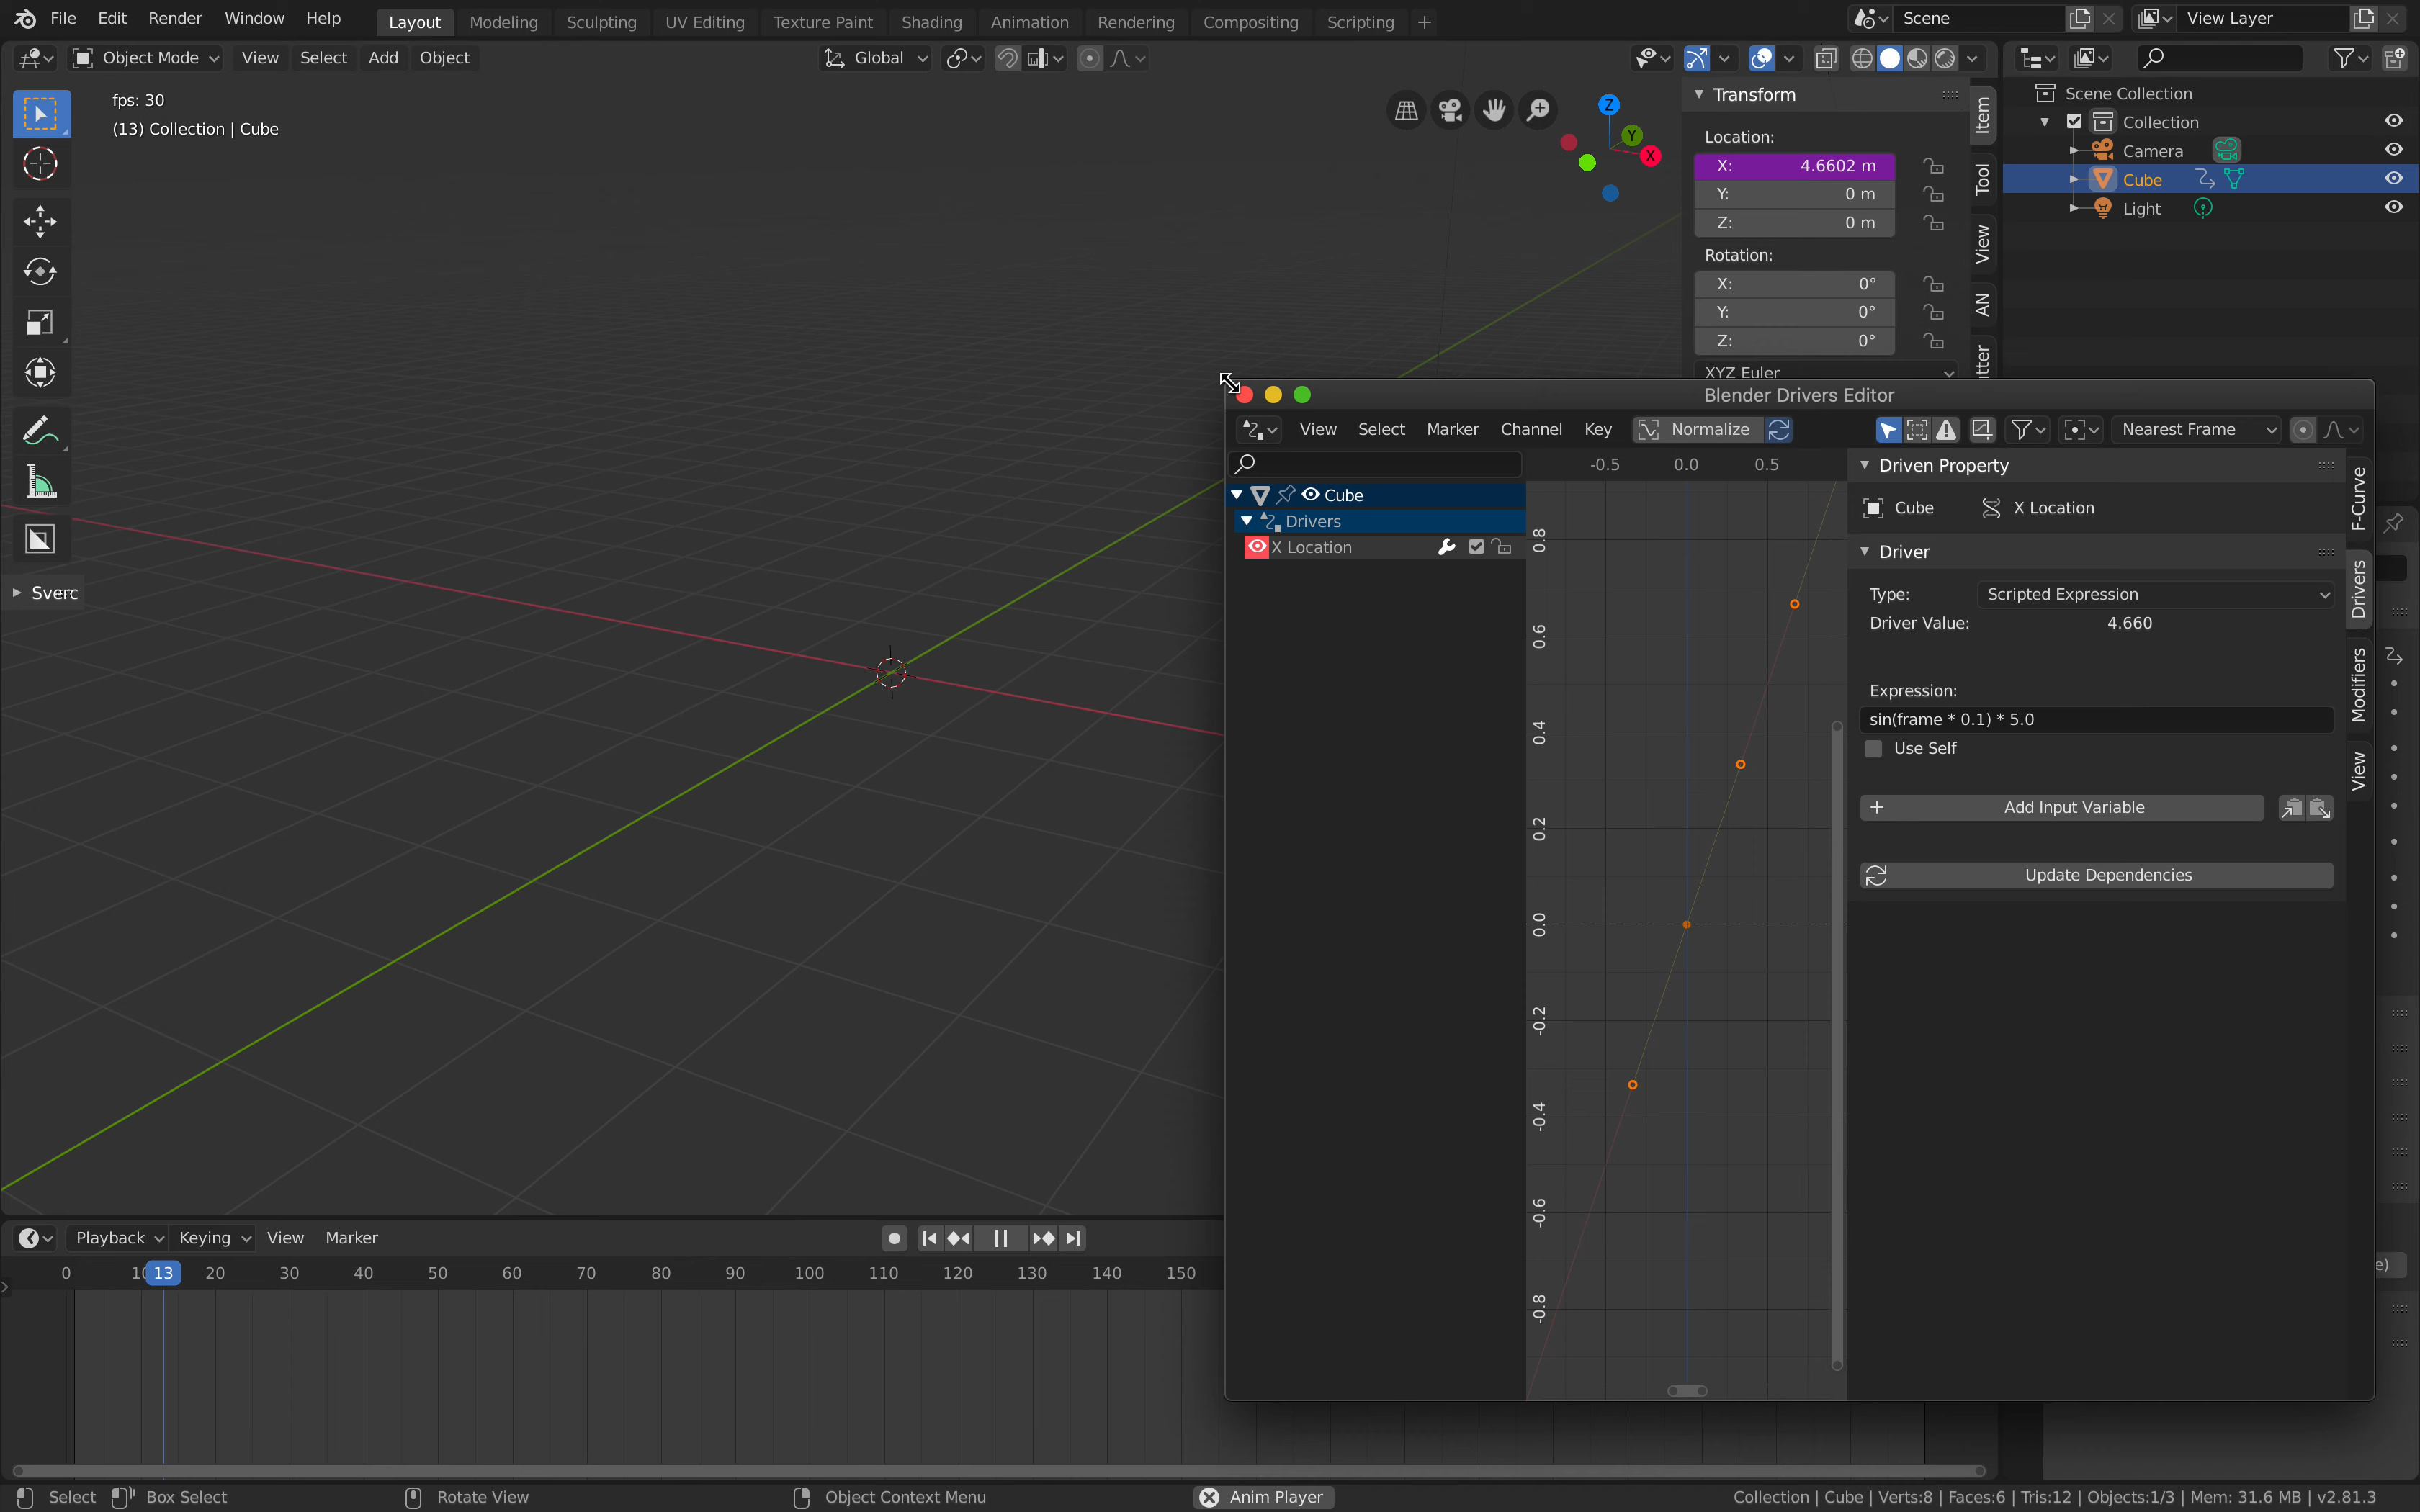 File Edit Render Window Help Layout Modeling Sculpting UV Editing Texture Paint Shading Animation Rendering Compositing Scripting Scene View Layer
Object Mode View Select Add Object Global
fps: 30
(13) Collection | Cube
Z
Y
X
Transform
Location:
X: 4.6602 m
Y: 0 m
Z: 0 m
Rotation:
X: 0°
Y: 0°
Z: 0°
XYZ Euler
Item
Tool
View
AN
tter
Scene Collection
Collection
Camera
Cube
Light
Sverc
Blender Drivers Editor
View Select Marker Channel Key Normalize Nearest Frame
-0.5 0.0 0.5
Cube
Drivers
X Location
0.8
0.6
0.4
0.2
0.0
-0.2
-0.4
-0.6
-0.8
Driven Property
Cube X Location
Driver
Type: Scripted Expression
Driver Value: 4.660
Expression:
sin(frame * 0.1) * 5.0
Use Self
Add Input Variable
Update Dependencies
F-Curve
Drivers
Modifiers
View
e)
Playback Keying View Marker
0 10 13 20 30 40 50 60 70 80 90 100 110 120 130 140 150
Select Box Select Rotate View Object Context Menu Anim Player Collection | Cube | Verts:8 | Faces:6 | Tris:12 | Objects:1/3 | Mem: 31.6 MB | v2.81.3